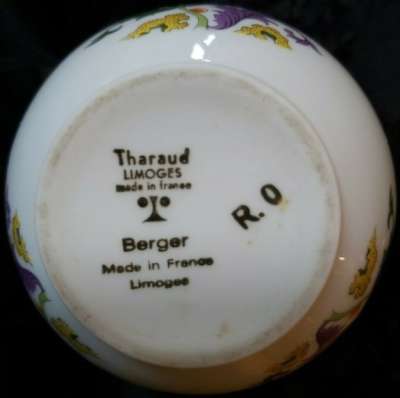 Tharaud
LIMOGES
made in france
Berger
Made in France
Limoges
R.O